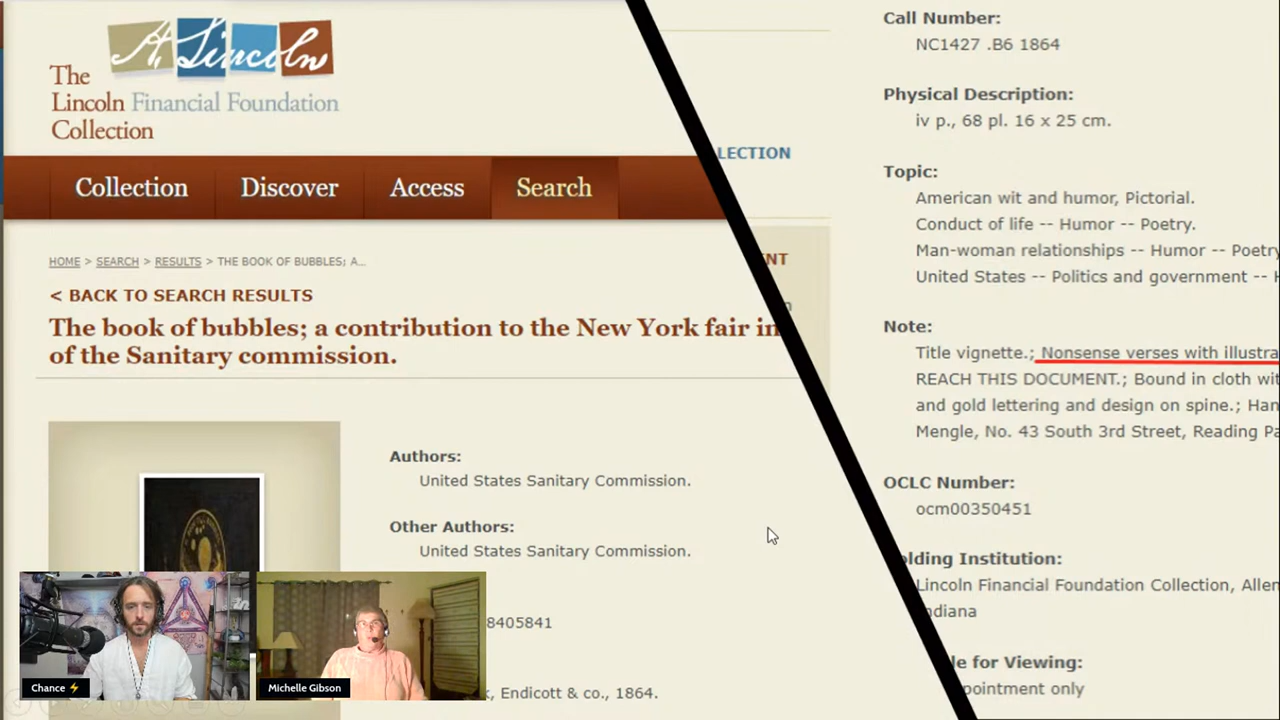 A. Lincoln
The
Lincoln Financial Foundation
Collection
Collection Discover Access Search
HOME > SEARCH > RESULTS > THE BOOK OF BUBBLES; A...
< BACK TO SEARCH RESULTS
The book of bubbles; a contribution to the New York fair in
of the Sanitary commission.
Authors:
United States Sanitary Commission.
Other Authors:
United States Sanitary Commission.
8405841
, Endicott & co., 1864.
LECTION
NT
Call Number:
NC1427 .B6 1864
Physical Description:
iv p., 68 pl. 16 x 25 cm.
Topic:
American wit and humor, Pictorial.
Conduct of life -- Humor -- Poetry.
Man-woman relationships -- Humor -- Poetry
United States -- Politics and government -- H
Note:
Title vignette.; Nonsense verses with illustra
REACH THIS DOCUMENT.; Bound in cloth wit
and gold lettering and design on spine.; Han
Mengle, No. 43 South 3rd Street, Reading Pa
OCLC Number:
ocm00350451
olding Institution:
Lincoln Financial Foundation Collection, Allen
ndiana
le for Viewing:
pointment only
Chance ⚡
Michelle Gibson